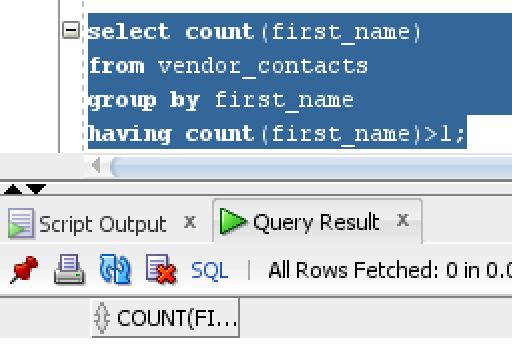 select count(first_name)
from vendor_contacts
group by first_name
having count(first_name)>1;
Script Output x Query Result x
SQL | All Rows Fetched: 0 in 0.0
COUNT(FI...